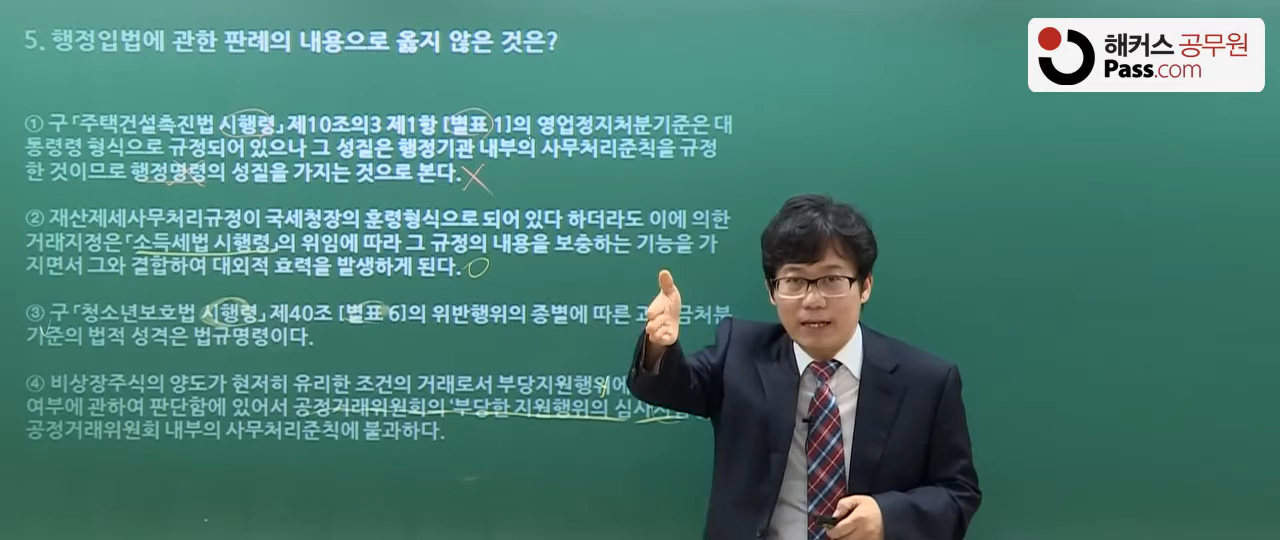 5. 행정입법에 관한 판례의 내용으로 옳지 않은 것은?
해커스 공무원
Pass.com
① 구 「주택건설촉진법 시행령」 제10조의3 제1항 [별표 1]의 영업정지처분기준은 대
통령령 형식으로 규정되어 있으나 그 성질은 행정기관 내부의 사무처리준칙을 규정
한 것이므로 행정명령의 성질을 가지는 것으로 본다.
② 재산제세사무처리규정이 국세청장의 훈령형식으로 되어 있다 하더라도 이에 의한
거래지정은 「소득세법 시행령」의 위임에 따라 그 규정의 내용을 보충하는 기능을 가
지면서 그와 결합하여 대외적 효력을 발생하게 된다.
③ 구 「청소년보호법 시행령」 제40조 [별표 6]의 위반행위의 종별에 따른 과 금처분
기준의 법적 성격은 법규명령이다.
④ 비상장주식의 양도가 현저히 유리한 조건의 거래로서 부당지원행위에
여부에 관하여 판단함에 있어서 공정거래위원회의 '부당한 지원행위의
공정거래위원회 내부의 사무처리준칙에 불과하다.